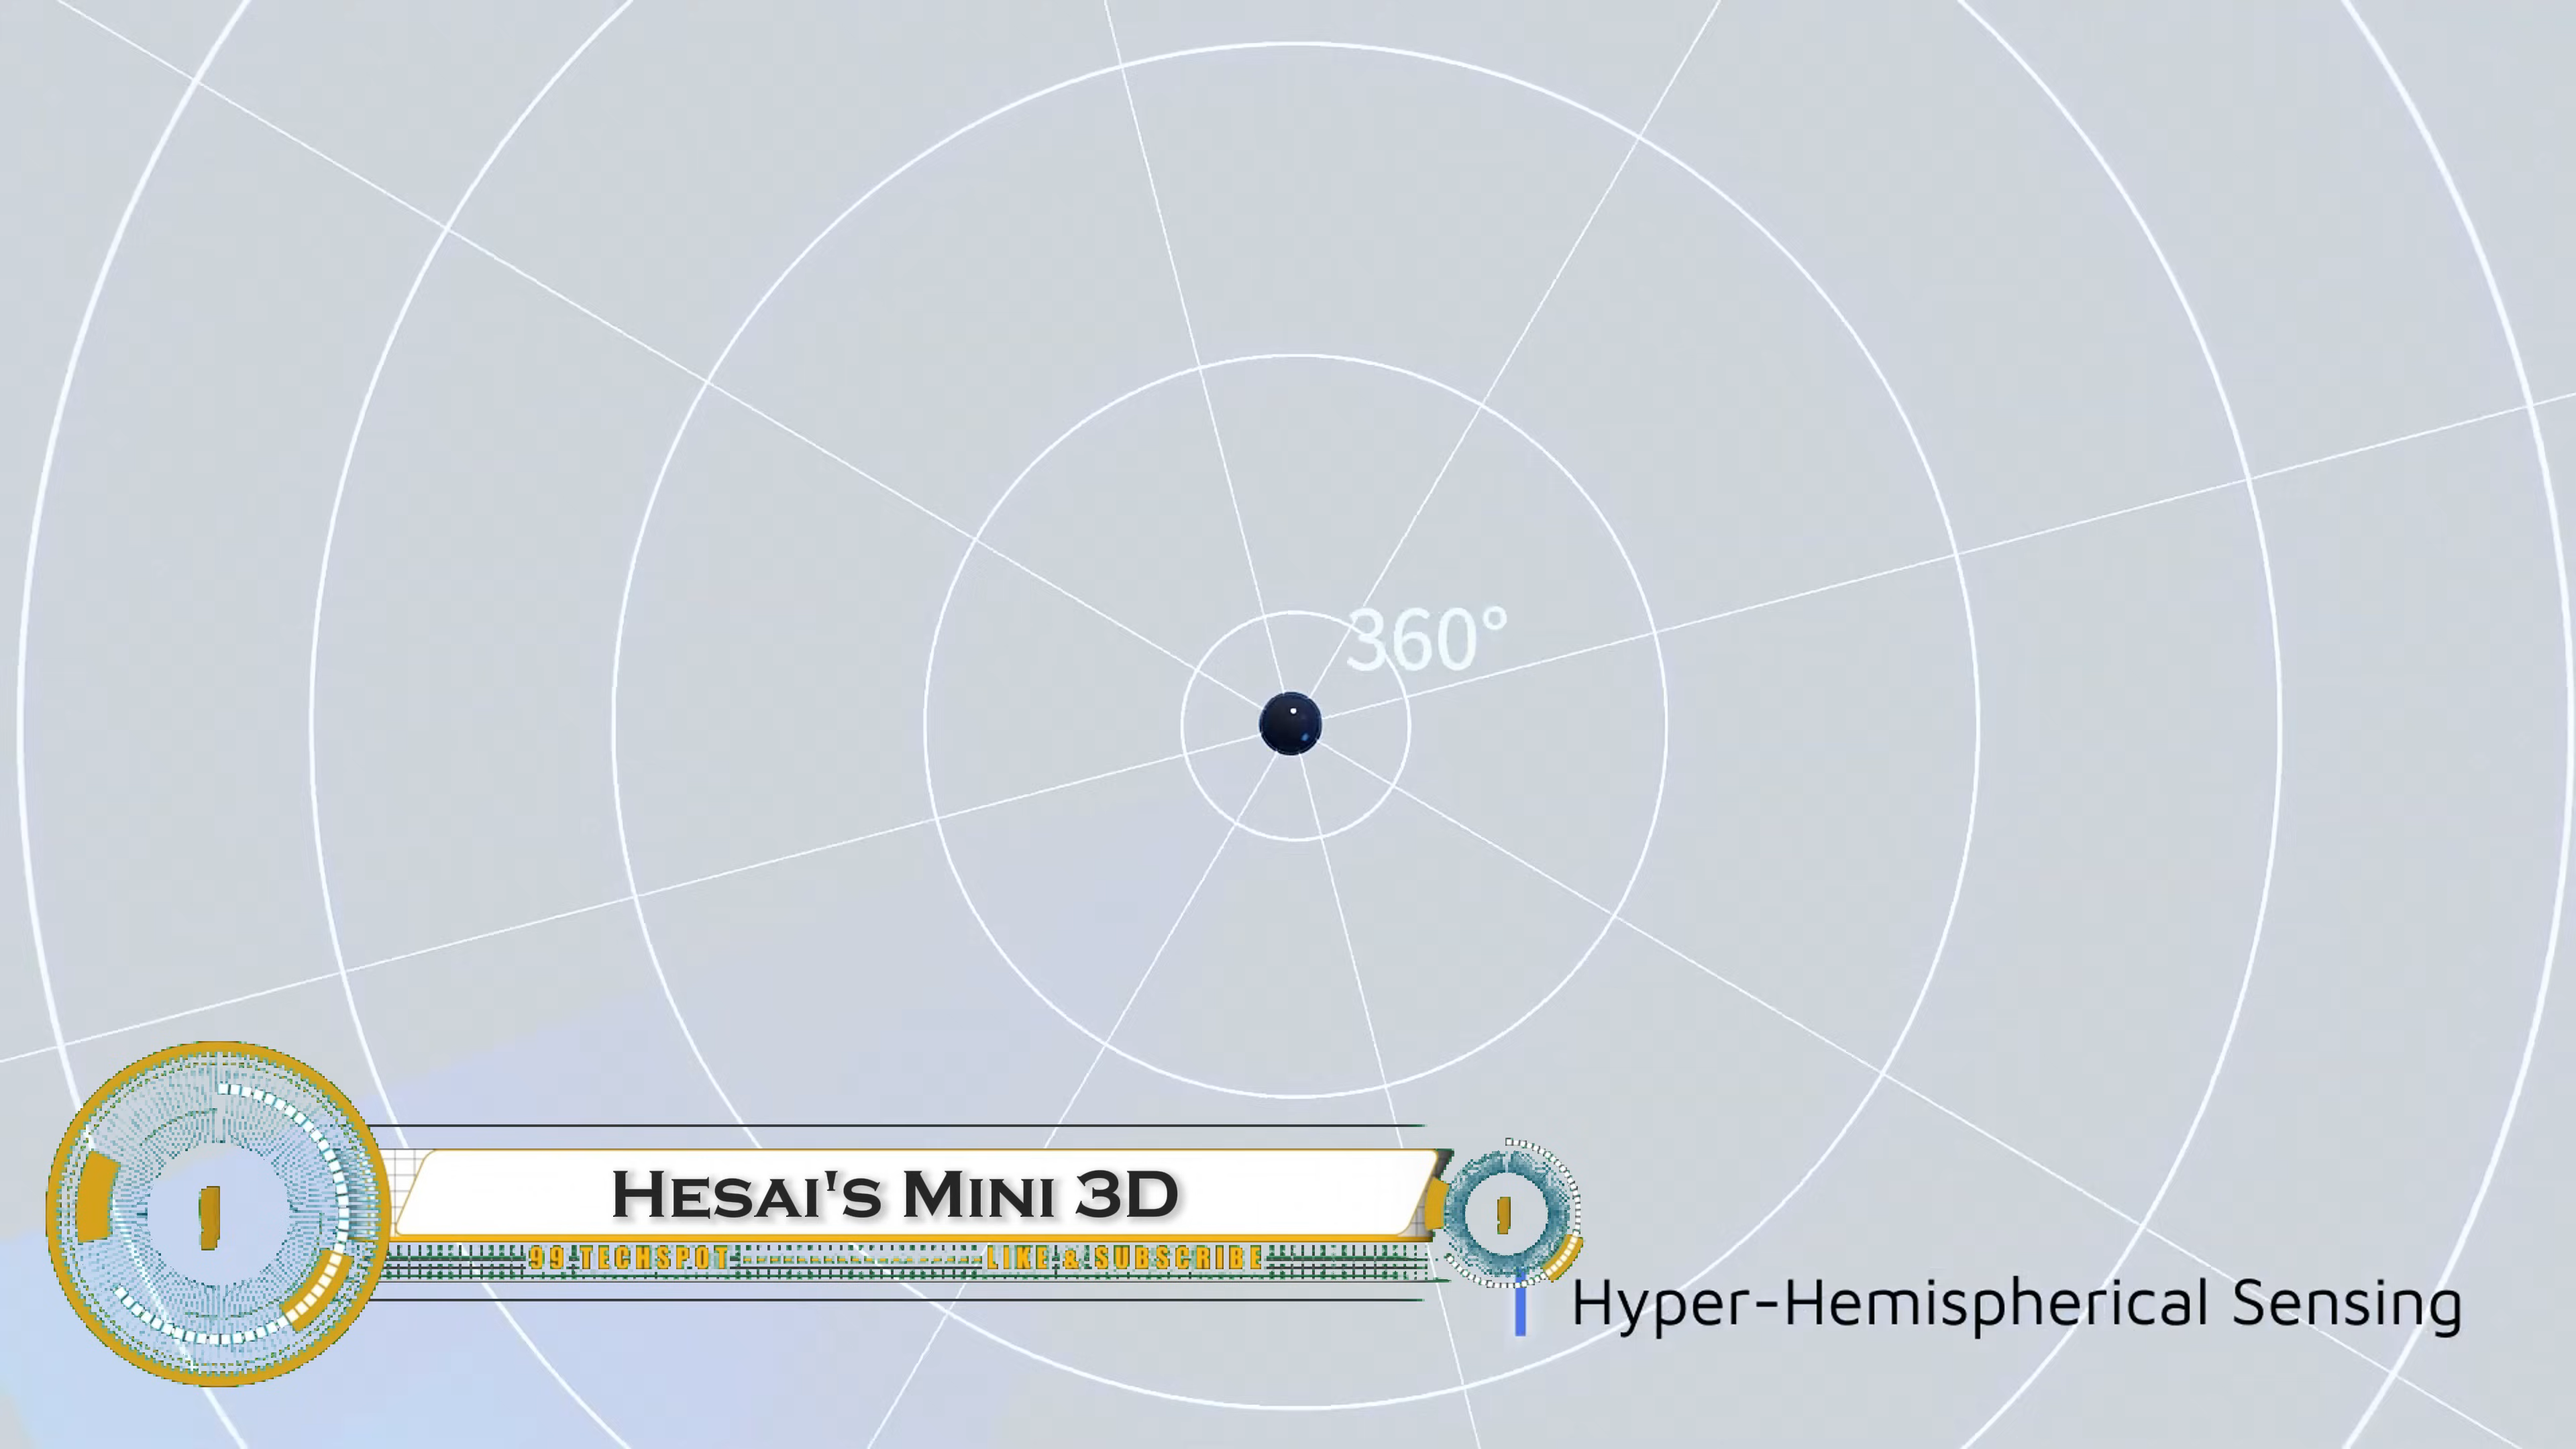 360°
HESAI'S MINI 3D
99 TECHSPOT
LIKE & SUBSCRIBE
Hyper-Hemispherical Sensing